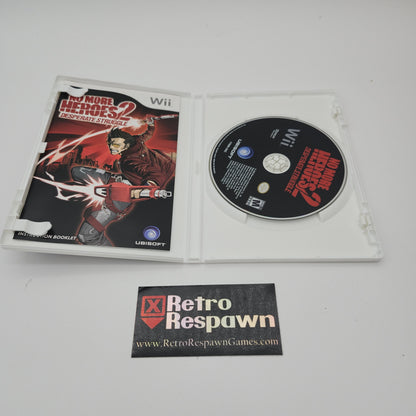 NO MORE
HEROES 2
DESPERATE STRUGGLE
Wii
INSTRUCTION BOOKLET
UBISOFT
Wii
NO MORE
HEROES 2
DESPERATE STRUGGLE
UBISOFT
M
Retro
Respawn
www.RetroRespawnGames.com